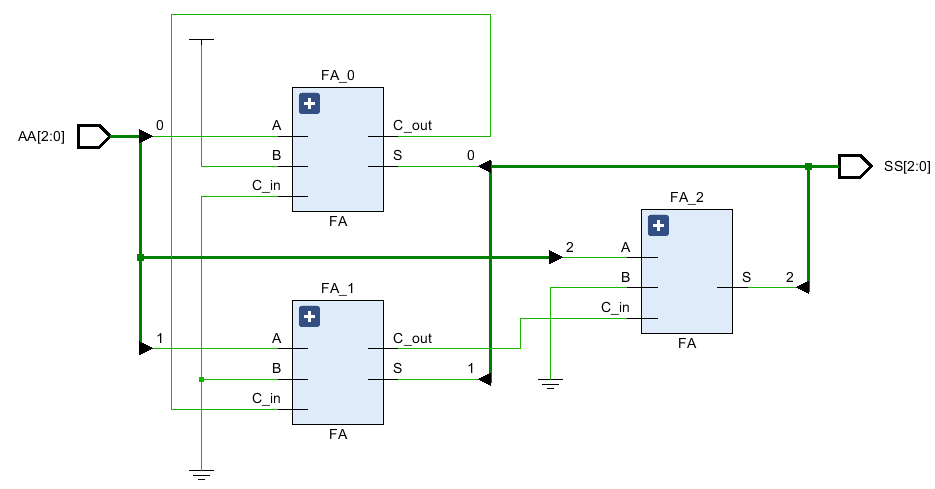 FA_0
AA[2:0]
0
A
C_out
B
S
0
SS[2:0]
C_in
FA
FA_2
2
A
B
S
2
C_in
FA
FA_1
1
A
C_out
B
S
1
C_in
FA